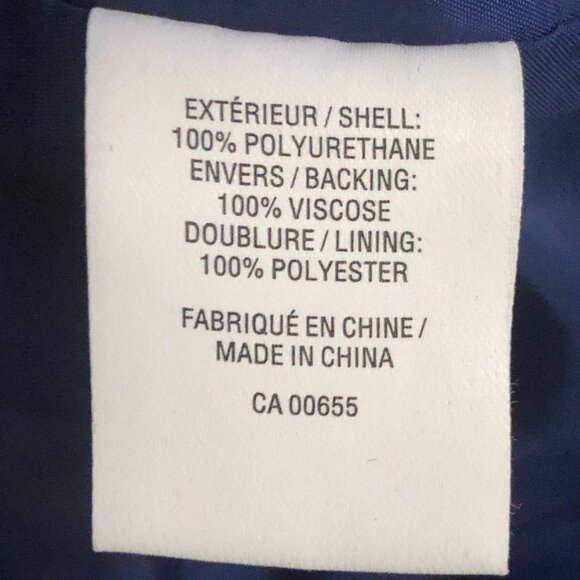 EXTÉRIEUR / SHELL:
100% POLYURETHANE
ENVERS / BACKING:
100% VISCOSE
DOUBLURE / LINING:
100% POLYESTER
FABRIQUÉ EN CHINE /
MADE IN CHINA
CA 00655